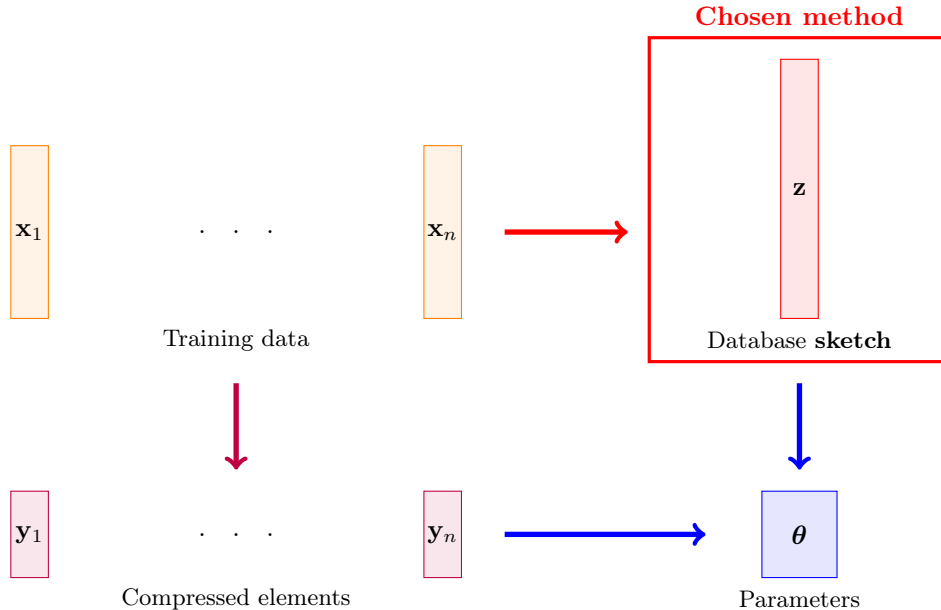 Chosen method
z
x₁ . . . xₙ
Training data
Database sketch
y₁ . . . yₙ
θ
Compressed elements
Parameters